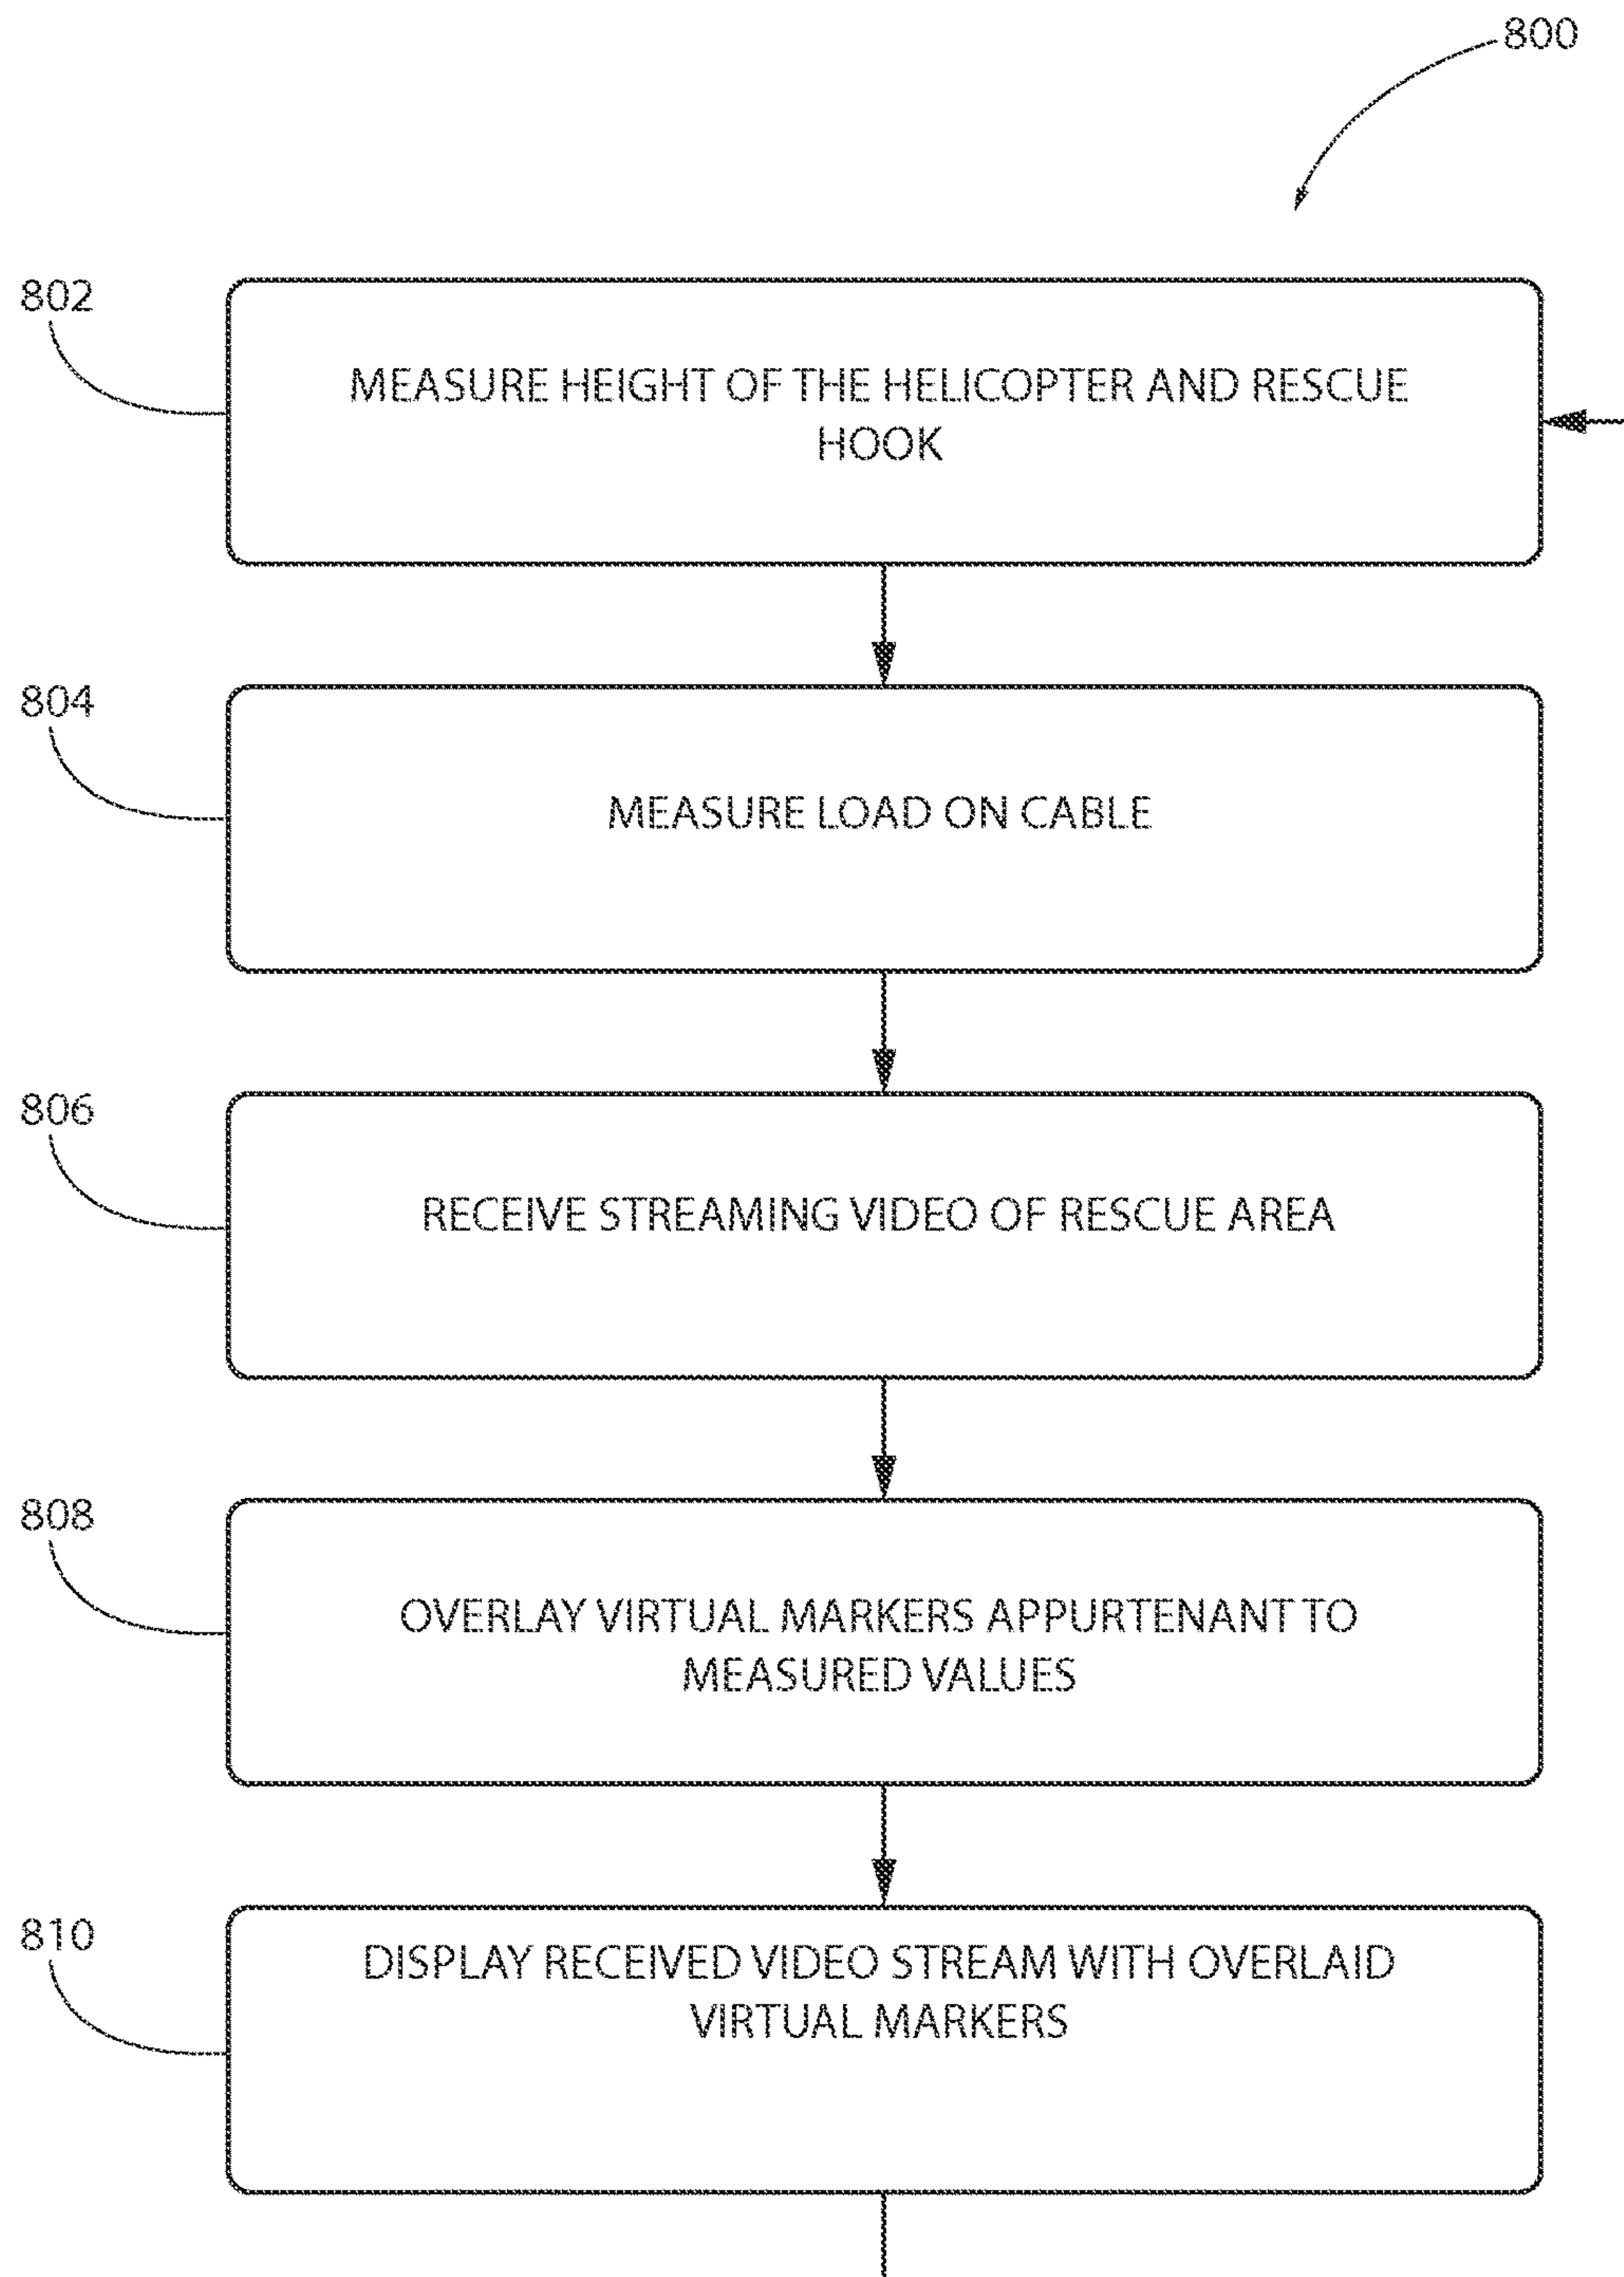 800
802
MEASURE HEIGHT OF THE HELICOPTER AND RESCUE
HOOK
804
MEASURE LOAD ON CABLE
806
RECEIVE STREAMING VIDEO OF RESCUE AREA
808
OVERLAY VIRTUAL MARKERS APPURTENANT TO
MEASURED VALUES
810
DISPLAY RECEIVED VIDEO STREAM WITH OVERLAID
VIRTUAL MARKERS